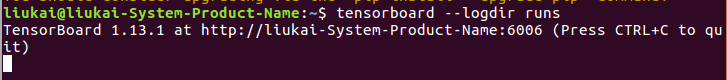 liukai@liukai-System-Product-Name:~$ tensorboard --logdir runs
TensorBoard 1.13.1 at http://liukai-System-Product-Name:6006 (Press CTRL+C to qu
it)